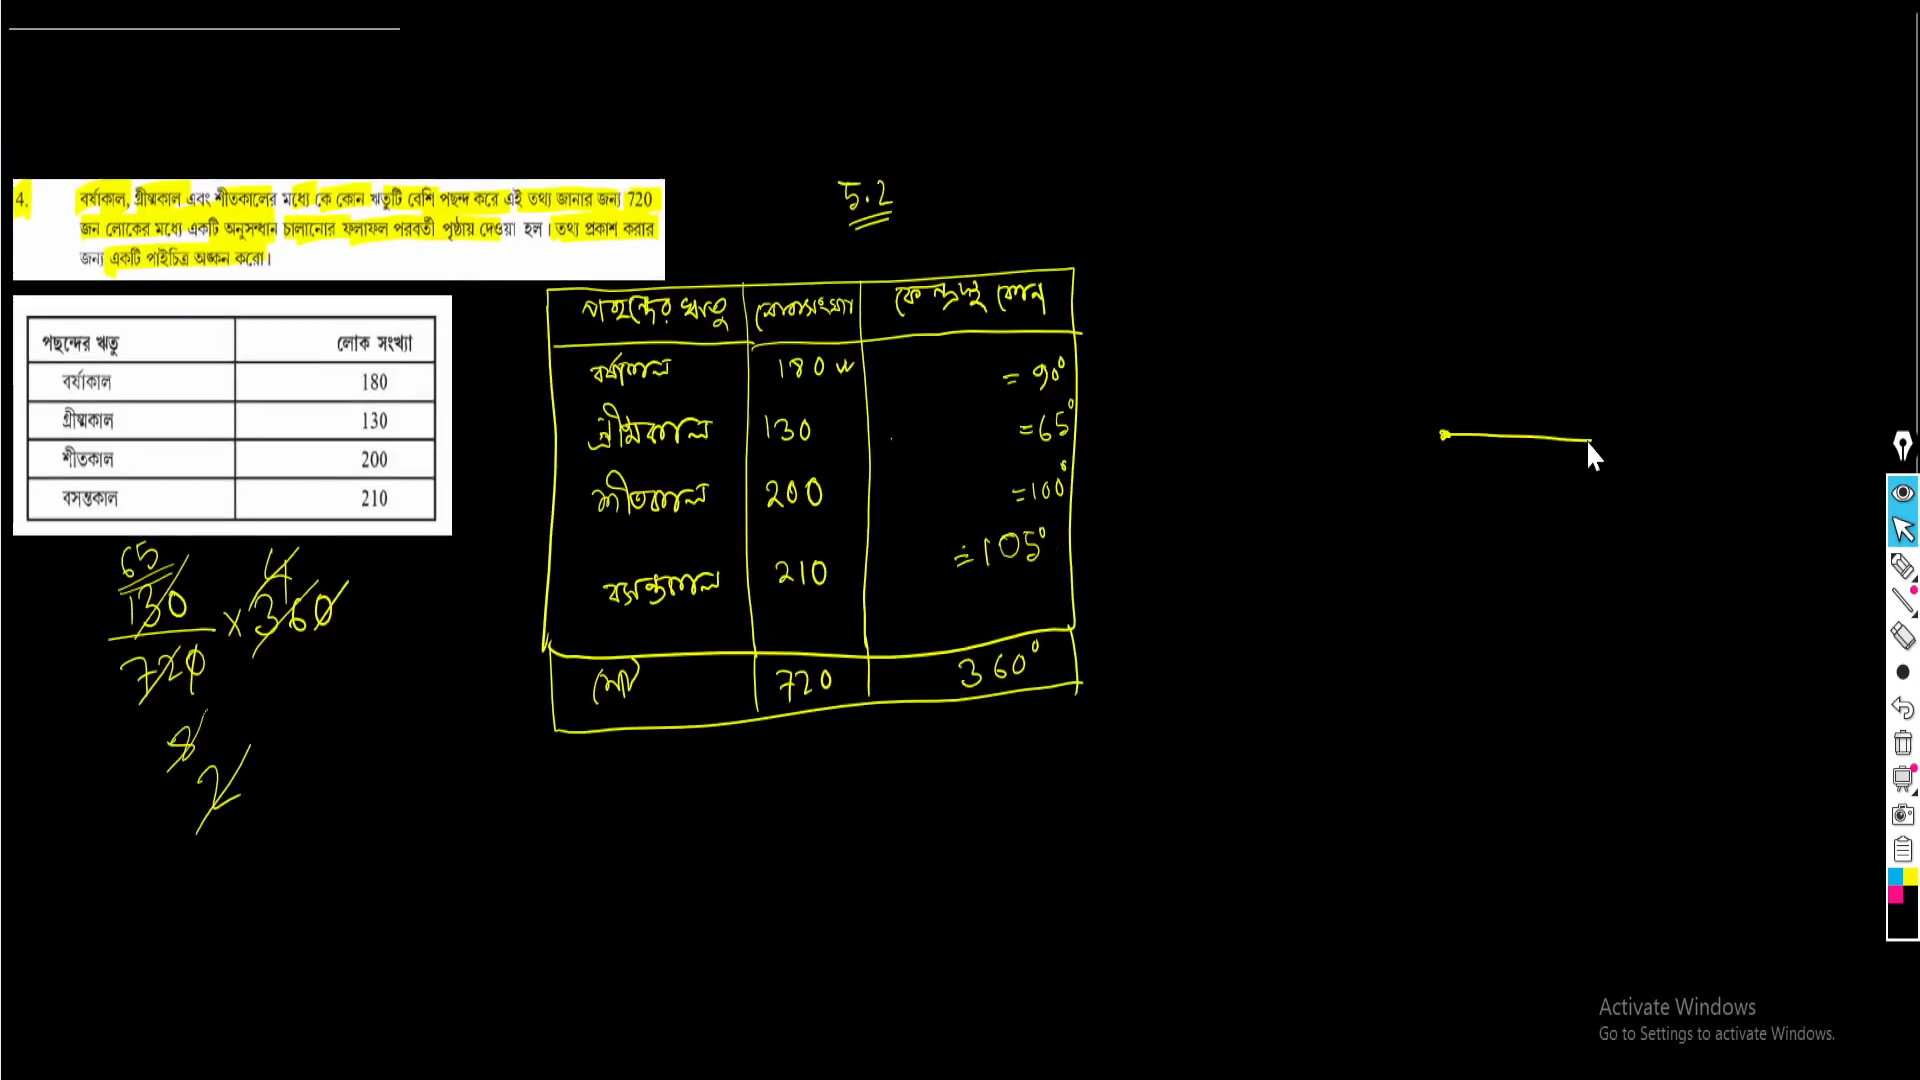 5.2
4. বর্ষাকাল, গ্রীষ্মকাল এবং শীতকালের মধ্যে কে কোন ঋতুটি বেশি পছন্দ করে এই তথ্য জানার জন্য 720
জন লোকের মধ্যে একটি অনুসন্ধান চালানোর ফলাফল পরবর্তী পৃষ্ঠায় দেওয়া হল। তথ্য প্রকাশ করার
জন্য একটি পাইচিত্র অঙ্কন করো।
পছন্দের ঋতু লোক সংখ্যা
বর্ষাকাল 180
গ্রীষ্মকাল 130
শীতকাল 200
বসন্তকাল 210
65 4
130 × 360
720
8
2
পছন্দের ঋতু লোকসংখ্যা কেন্দ্রস্থ কোণ
বর্ষাকাল 180 = 90°
গ্রীষ্মকাল 130 = 65°
শীতকাল 200 = 100°
বসন্তকাল 210 = 105°
মোট 720 360°
Activate Windows
Go to Settings to activate Windows.